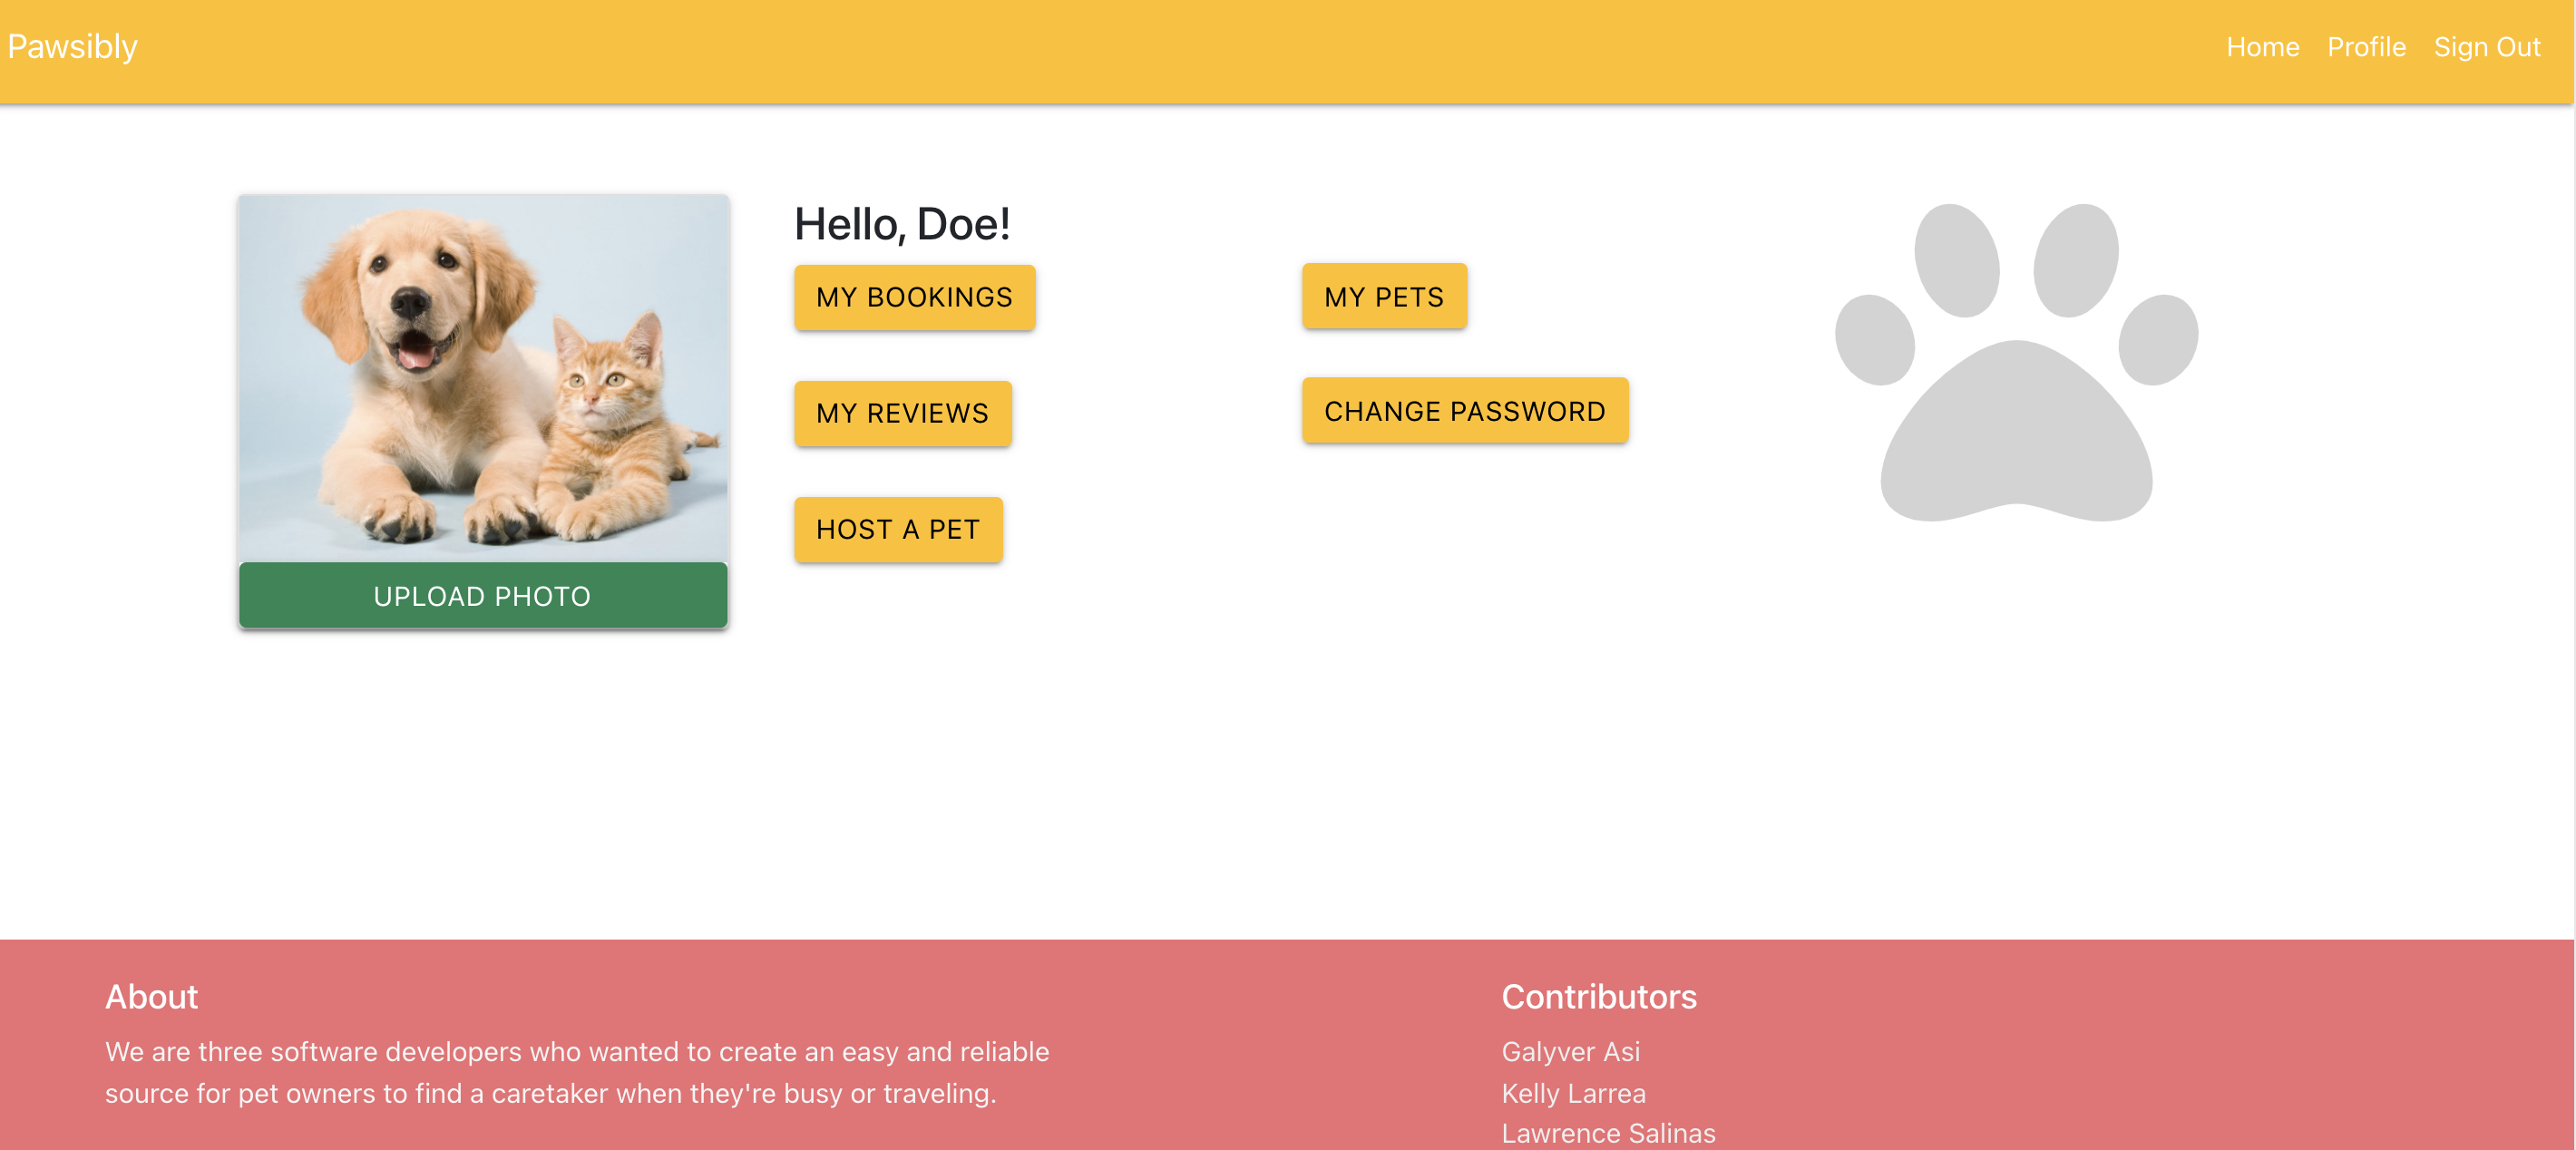 Pawsibly
Home Profile Sign Out
Hello, Doe!
MY BOOKINGS
MY PETS
MY REVIEWS
CHANGE PASSWORD
HOST A PET
UPLOAD PHOTO
About
We are three software developers who wanted to create an easy and reliable
source for pet owners to find a caretaker when they're busy or traveling.
Contributors
Galyver Asi
Kelly Larrea
Lawrence Salinas